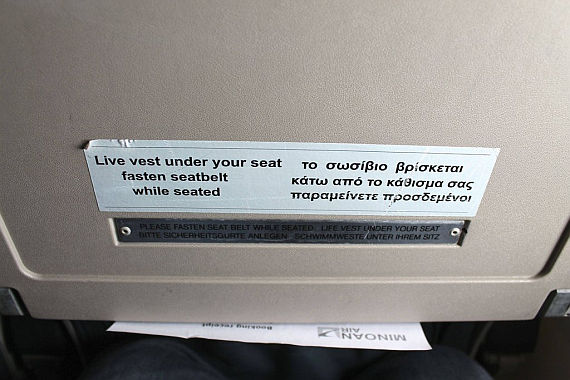 Live vest under your seat
fasten seatbelt
while seated
το σωσίβιο βρίσκεται
κάτω από το κάθισμα σας
παραμείνετε προσδεμένοι
PLEASE FASTEN SEAT BELT WHILE SEATED LIFE VEST UNDER YOUR SEAT
BITTE SICHERHEITSGURTE ANLEGEN SCHWIMMWESTE UNTER IHREM SITZ
Booking receipt
MINOAN
AIR